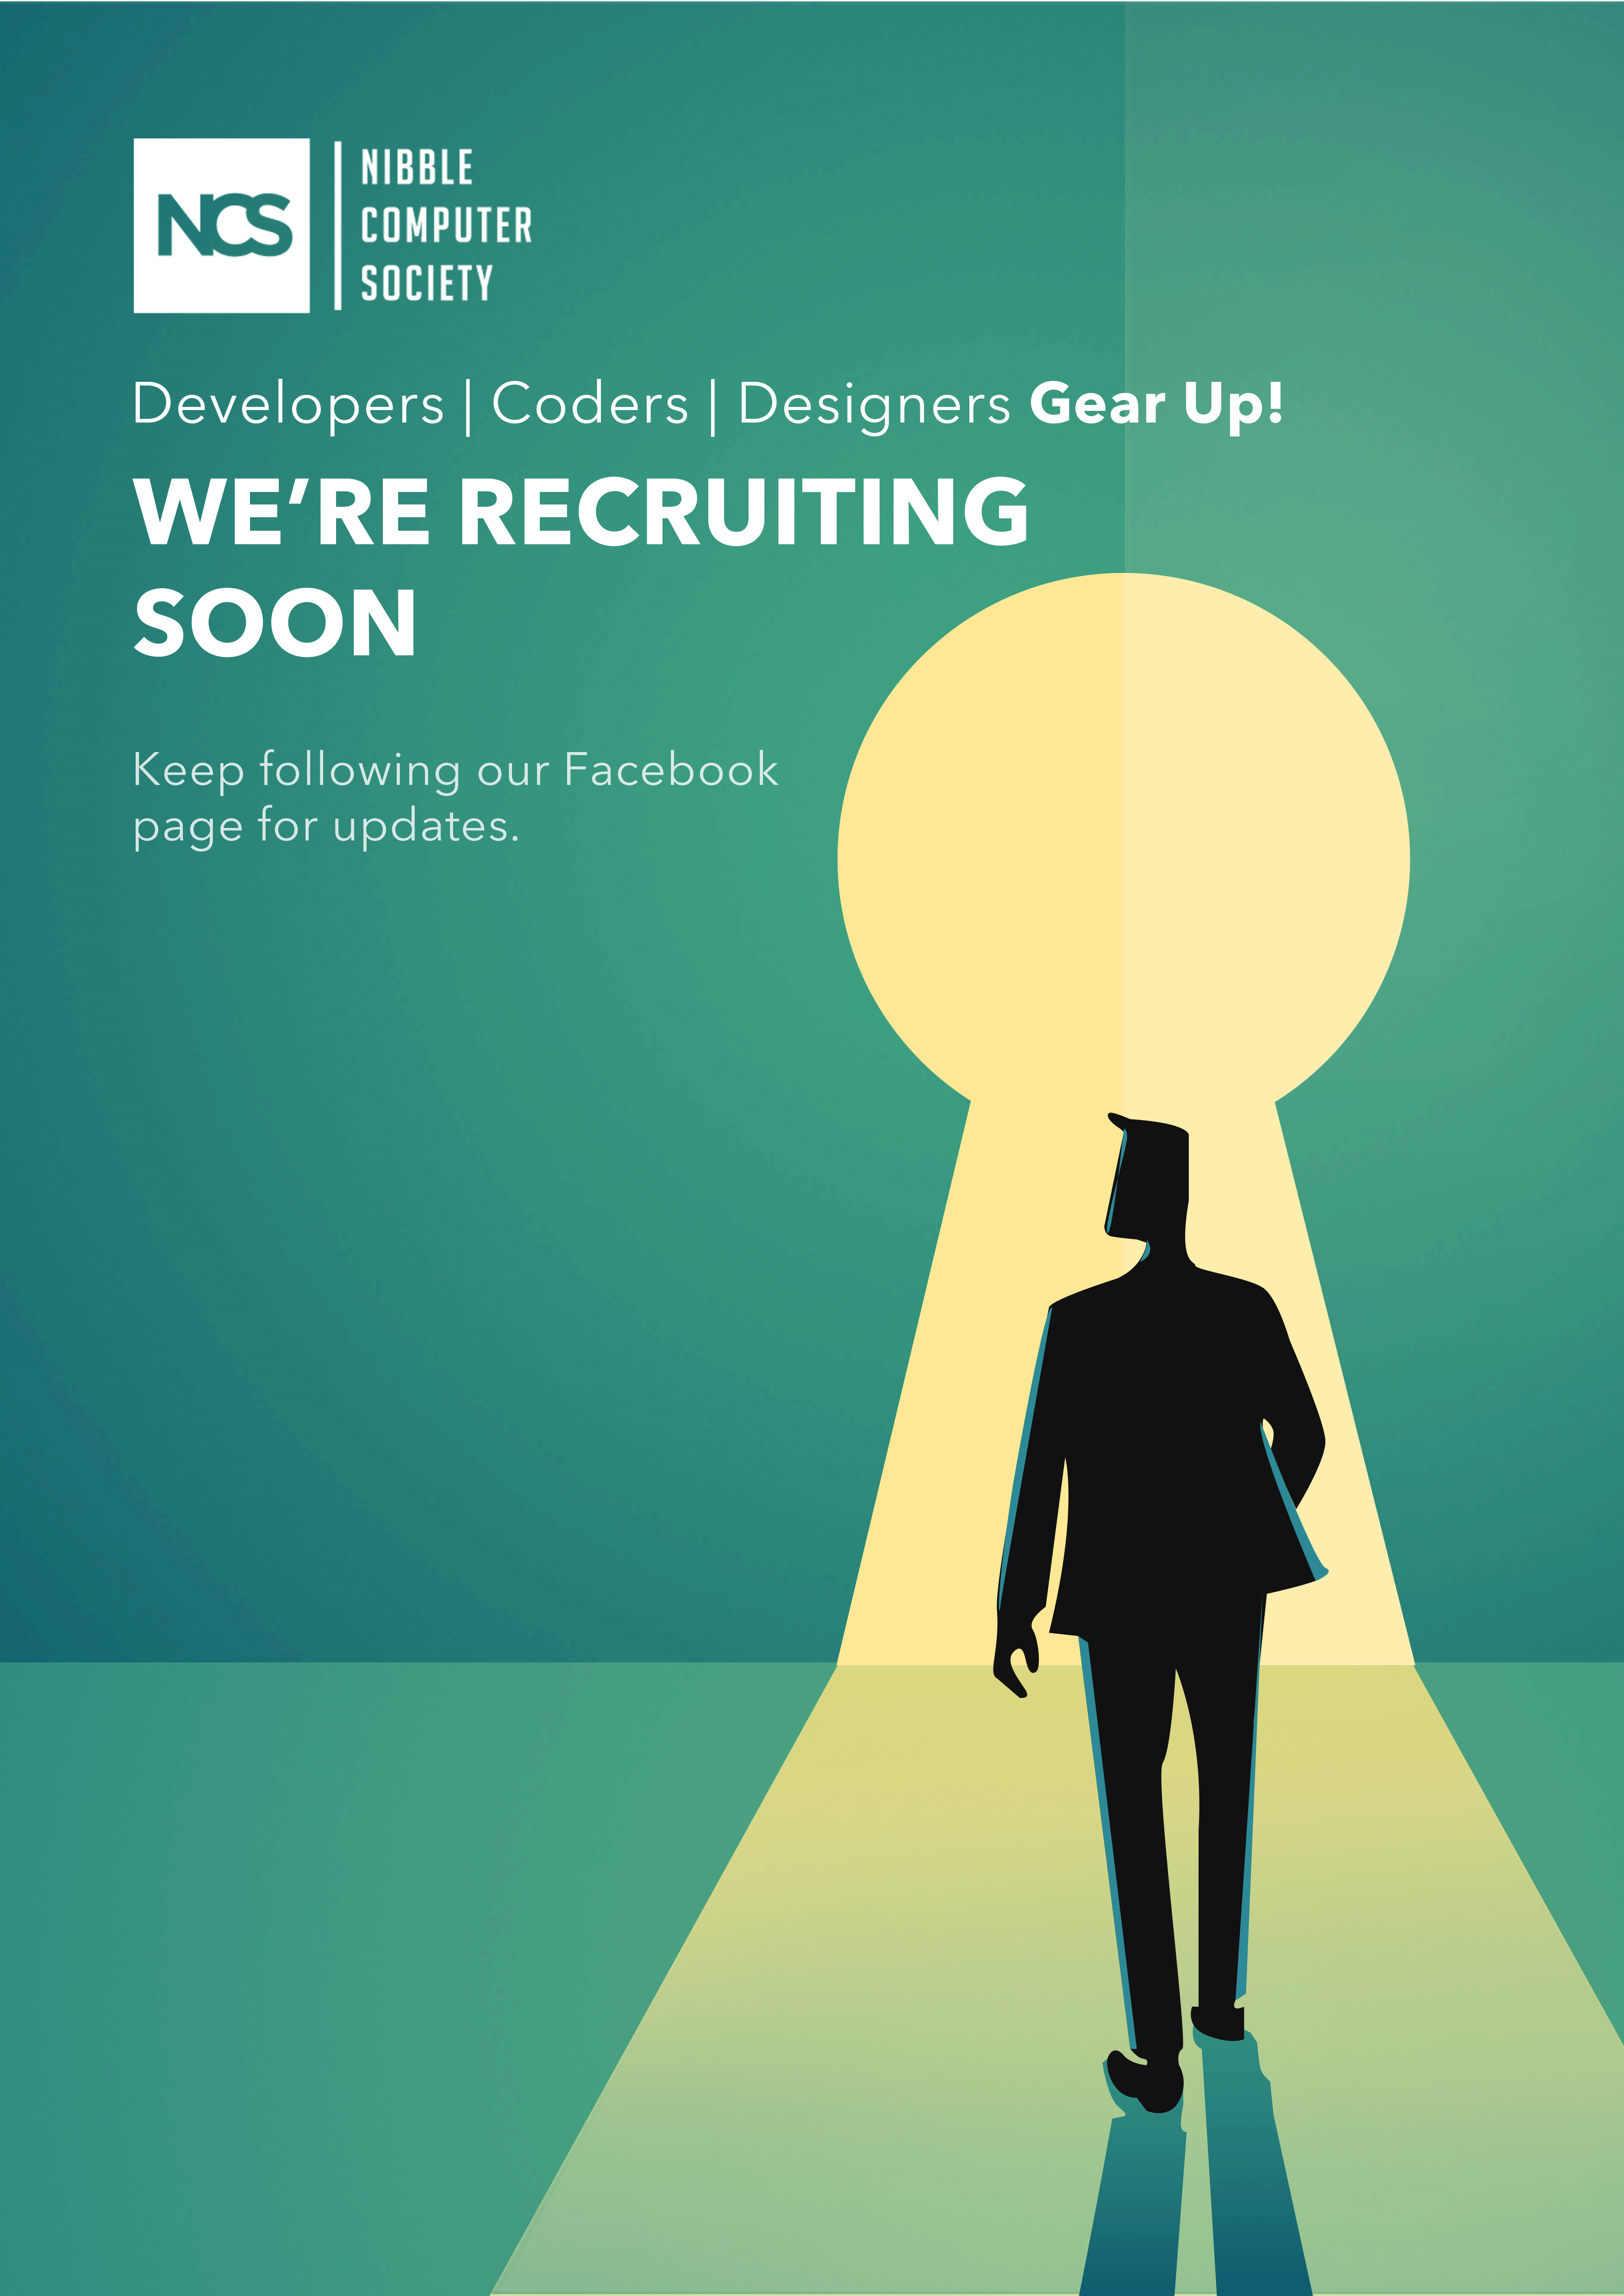 NCS
NIBBLE
COMPUTER
SOCIETY
Developers | Coders | Designers Gear Up!
WE’RE RECRUITING
SOON
Keep following our Facebook
page for updates.